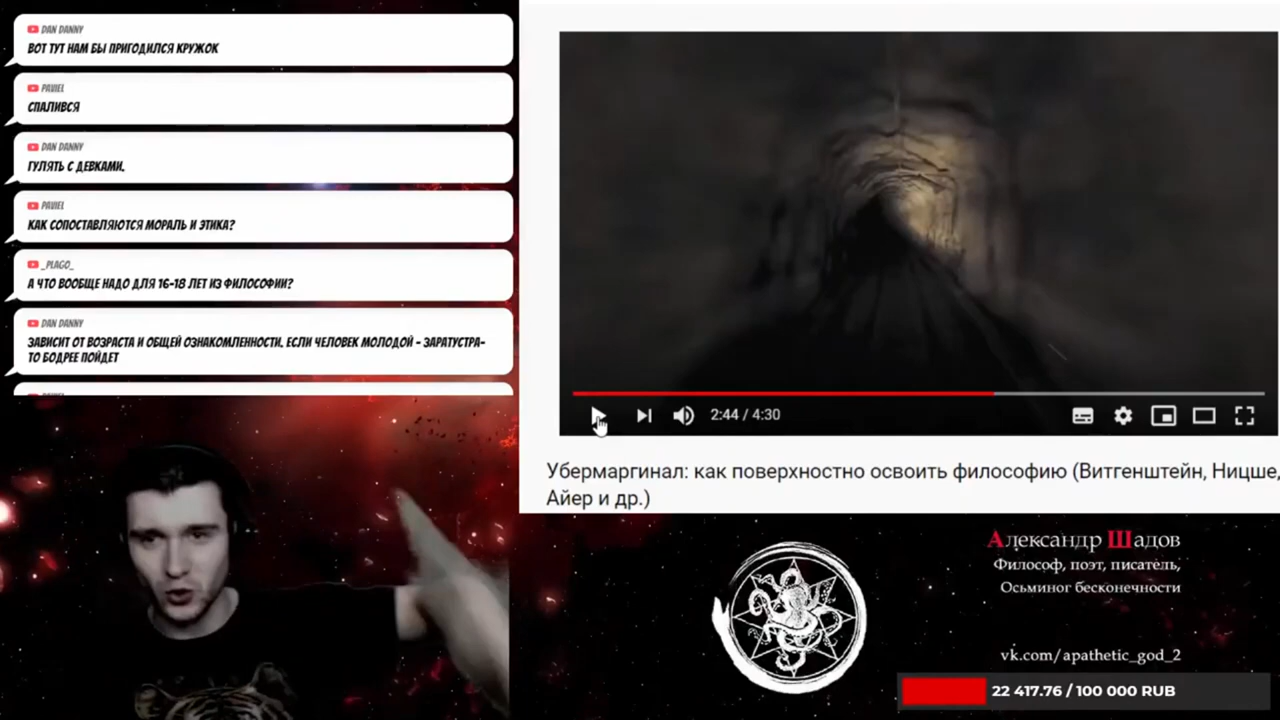 DAN DANNY
ВОТ ТУТ НАМ БЫ ПРИГОДИЛСЯ КРУЖОК
PAVIEL
СПАЛИВСЯ
DAN DANNY
ГУЛЯТЬ С ДЕВКАМИ.
PAVIEL
КАК СОПОСТАВЛЯЮТСЯ МОРАЛЬ И ЭТИКА?
_PLAGO_
А ЧТО ВООБЩЕ НАДО ДЛЯ 16-18 ЛЕТ ИЗ ФИЛОСОФИИ?
DAN DANNY
ЗАВИСИТ ОТ ВОЗРАСТА И ОБЩЕЙ ОЗНАКОМЛЕННОСТИ. ЕСЛИ ЧЕЛОВЕК МОЛОДОЙ - ЗАРАТУСТРА-
ТО БОДРЕЕ ПОЙДЕТ
2:44 / 4:30
Убермаргинал: как поверхностно освоить философию (Витгенштейн, Ницше,
Айер и др.)
Александр Шадов
Философ, поэт, писатель,
Осьминог бесконечности
vk.com/apathetic_god_2
22 417.76 / 100 000 RUB